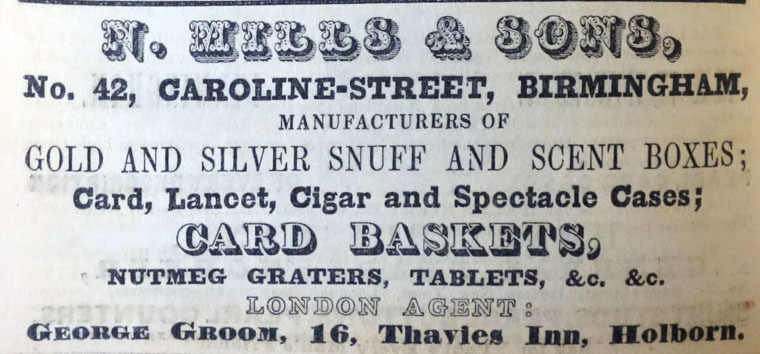 N. MILLS & SONS,
No. 42, CAROLINE-STREET, BIRMINGHAM,
MANUFACTURERS OF
GOLD AND SILVER SNUFF AND SCENT BOXES;
Card, Lancet, Cigar and Spectacle Cases;
CARD BASKETS,
NUTMEG GRATERS, TABLETS, &c. &c.
LONDON AGENT:
GEORGE GROOM, 16, Thavies Inn, Holborn.